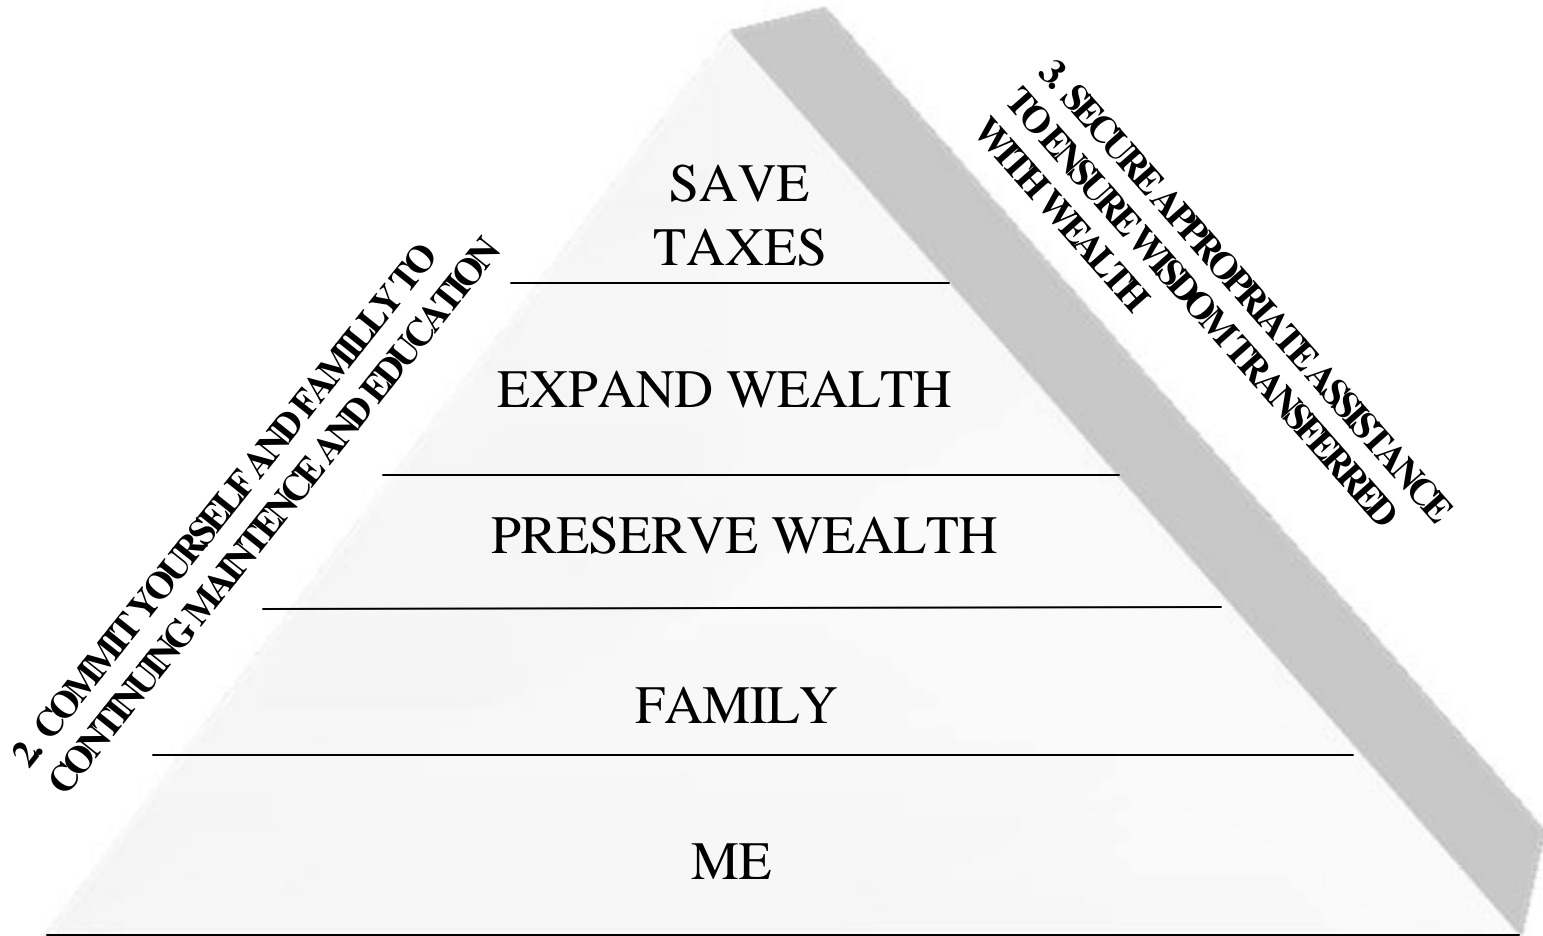 SAVE
TAXES
EXPAND WEALTH
PRESERVE WEALTH
FAMILY
ME
2. COMMIT YOURSELF AND FAMILLY TO
CONTINUING MAINTENCE AND EDUCATION
3. SECURE APPROPRIATE ASSISTANCE
TO ENSURE WISDOM TRANSFERRED
WITH WEALTH